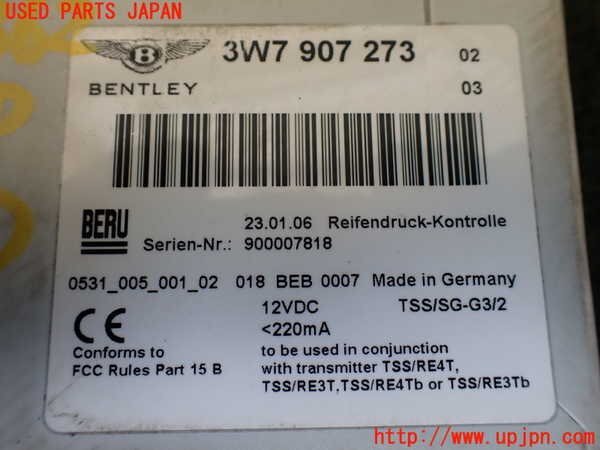 USED PARTS JAPAN
B
BENTLEY
3W7 907 273 02
03
BERU
23.01.06 Reifendruck-Kontrolle
Serien-Nr.: 900007818
0531_005_001_02 018 BEB 0007 Made in Germany
12VDC TSS/SG-G3/2
CE <220mA
Conforms to
FCC Rules Part 15 B
to be used in conjunction
with transmitter TSS/RE4T,
TSS/RE3T,TSS/RE4Tb or TSS/RE3Tb
http://www.upjpn.com/